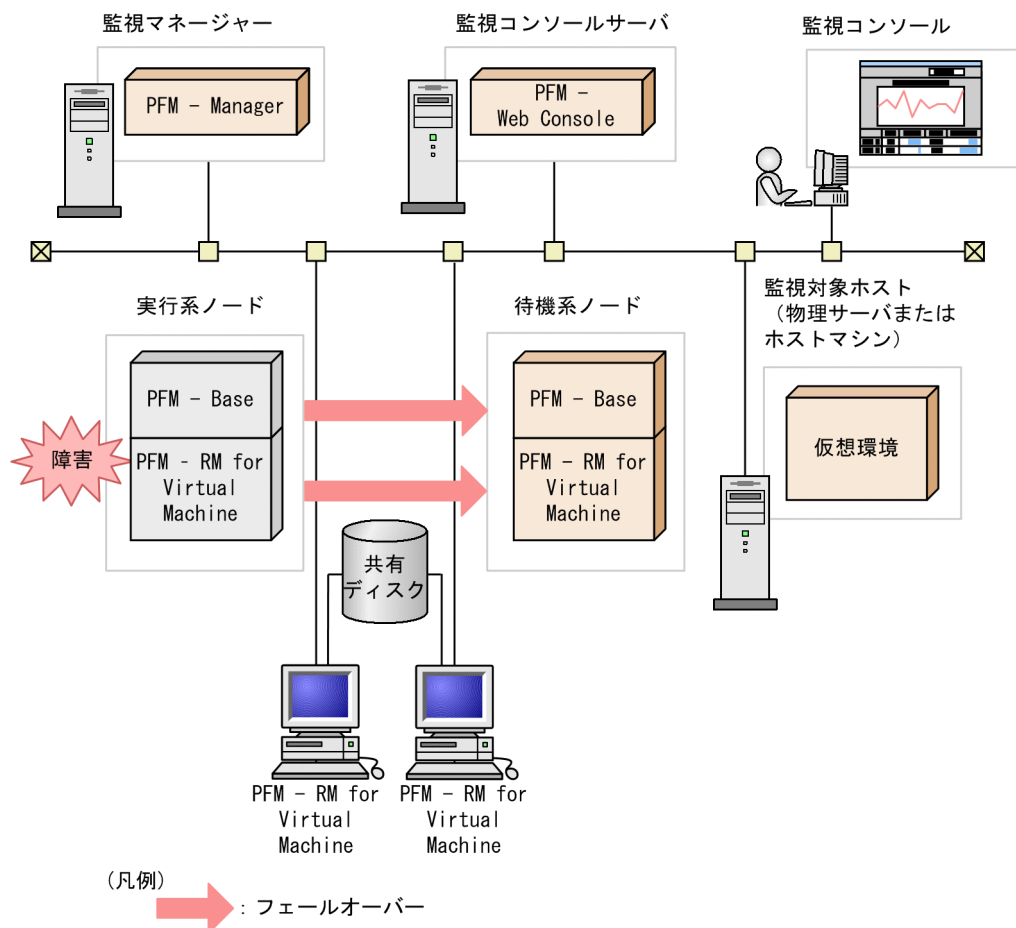 監視マネージャー
監視コンソールサーバ
監視コンソール
PFM － Manager
PFM －
Web Console
実行系ノード
待機系ノード
監視対象ホスト
（物理サーバまたは
ホストマシン）
PFM － Base
PFM － Base
障害
PFM - RM for
Virtual
Machine
PFM － RM for
Virtual
Machine
仮想環境
共有
ディスク
PFM － RM for
Virtual
Machine
PFM － RM for
Virtual
Machine
（凡例）
：フェールオーバー